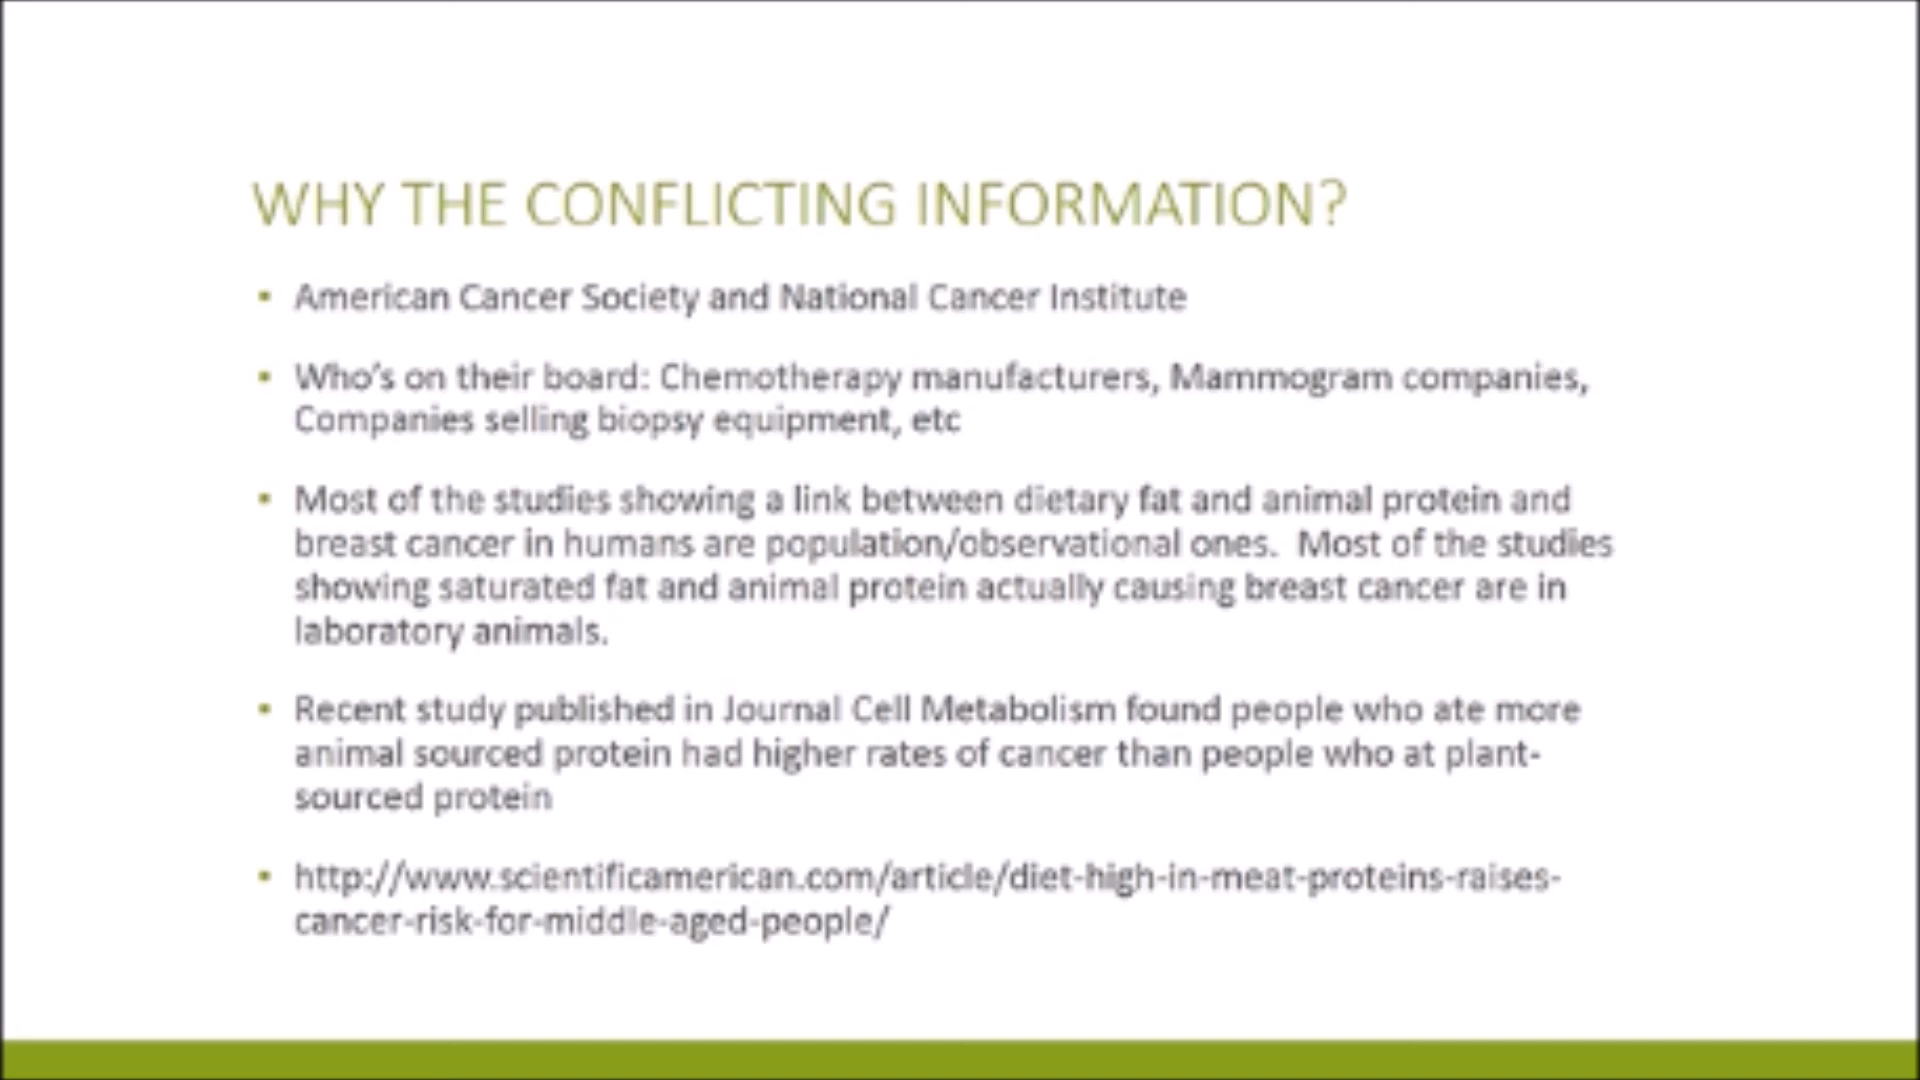 WHY THE CONFLICTING INFORMATION?
▪ American Cancer Society and National Cancer Institute
▪ Who's on their board: Chemotherapy manufacturers, Mammogram companies,
Companies selling biopsy equipment, etc
▪ Most of the studies showing a link between dietary fat and animal protein and
breast cancer in humans are population/observational ones.  Most of the studies
showing saturated fat and animal protein actually causing breast cancer are in
laboratory animals.
▪ Recent study published in Journal Cell Metabolism found people who ate more
animal sourced protein had higher rates of cancer than people who at plant-
sourced protein
▪ http://www.scientificamerican.com/article/diet-high-in-meat-proteins-raises-
cancer-risk-for-middle-aged-people/